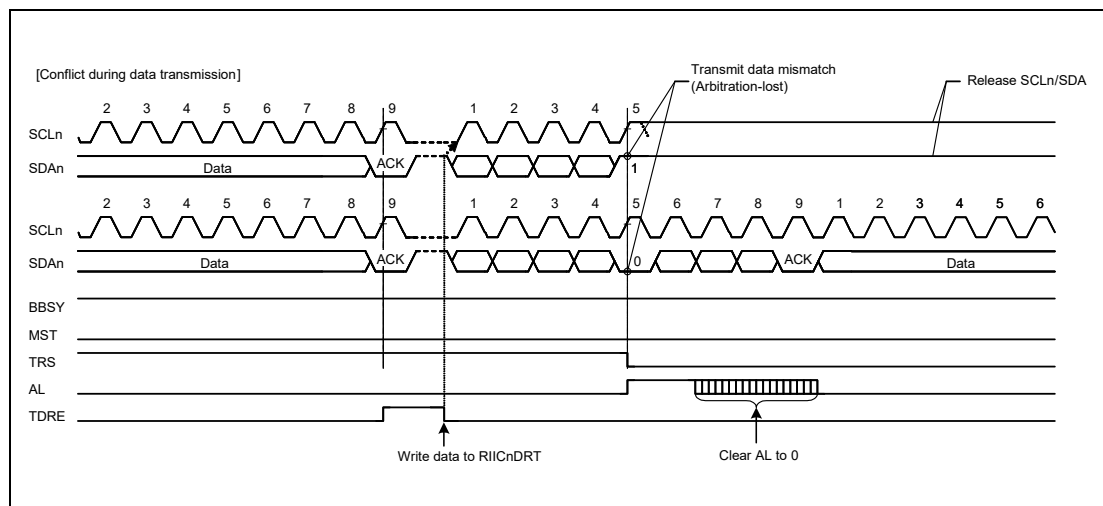 [Conflict during data transmission]
Transmit data mismatch
(Arbitration-lost)
Release SCLn/SDA
2 3 4 5 6 7 8 9 1 2 3 4 5
SCLn
SDAn Data ACK 1
2 3 4 5 6 7 8 9 1 2 3 4 5 6 7 8 9 1 2 3 4 5 6
SCLn
SDAn Data ACK 0 ACK Data
BBSY
MST
TRS
AL
TDRE
Write data to RIICnDRT Clear AL to 0